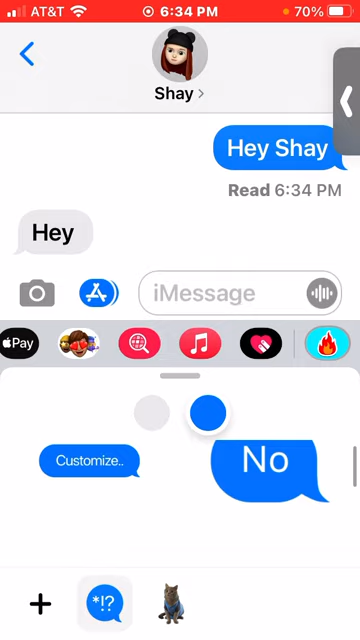 AT&T 6:34 PM 70%
Shay >
Hey Shay
Read 6:34 PM
Hey
iMessage
Pay
Customize..
No
*!?